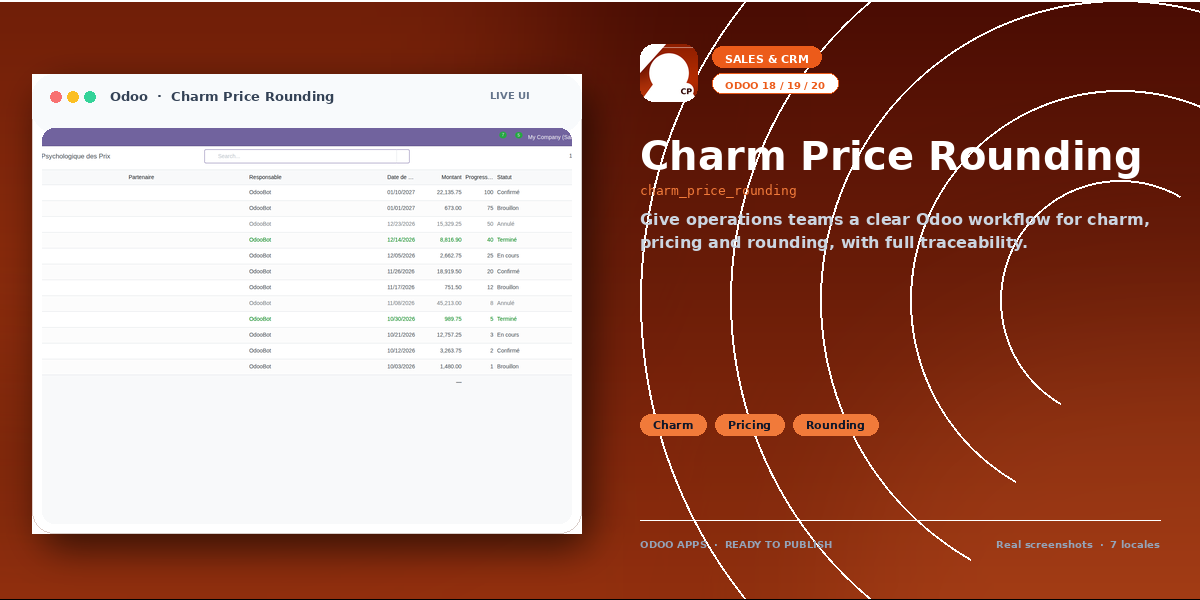 Odoo · Charm Price Rounding
LIVE UI
My Company (Sa
Psychologique des Prix
Search...
1
Partenaire Responsable Date de ... Montant Progress... Statut
OdooBot 01/10/2027 22,135.75 100 Confirmé
OdooBot 01/01/2027 673.00 75 Brouillon
OdooBot 12/23/2026 15,329.25 50 Annulé
OdooBot 12/14/2026 8,816.90 40 Terminé
OdooBot 12/05/2026 2,662.75 25 En cours
OdooBot 11/26/2026 18,919.50 20 Confirmé
OdooBot 11/17/2026 751.50 12 Brouillon
OdooBot 11/08/2026 45,213.00 8 Annulé
OdooBot 10/30/2026 989.75 5 Terminé
OdooBot 10/21/2026 12,757.25 3 En cours
OdooBot 10/12/2026 3,263.75 2 Confirmé
OdooBot 10/03/2026 1,480.00 1 Brouillon
—
CP
SALES & CRM
ODOO 18 / 19 / 20
Charm Price Rounding
charm_price_rounding
Give operations teams a clear Odoo workflow for charm,
pricing and rounding, with full traceability.
Charm
Pricing
Rounding
ODOO APPS · READY TO PUBLISH
Real screenshots · 7 locales